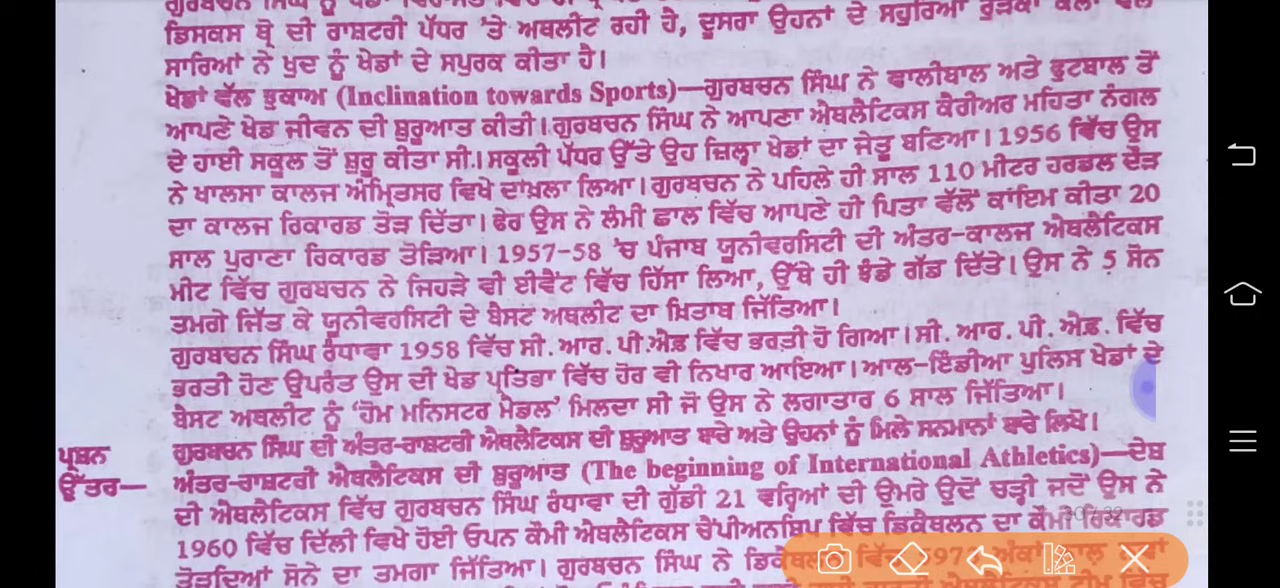 ਡਿਸਕਸ ਥ੍ਰੋ ਦੀ ਰਾਸ਼ਟਰੀ ਪੱਧਰ 'ਤੇ ਅਥਲੀਟ ਰਹੀ ਹੈ, ਦੂਸਰਾ ਉਹਨਾਂ ਦੇ ਸਹੁਰਿਆਂ ਰੁੜਕਾ ਕਲਾਂ ਵਲ
ਸਾਰਿਆਂ ਨੇ ਖੁਦ ਨੂੰ ਖੇਡਾਂ ਦੇ ਸਪੁਰਕ ਕੀਤਾ ਹੈ।
ਖੇਡਾਂ ਵੱਲ ਝੁਕਾਅ (Inclination towards Sports)—ਗੁਰਬਚਨ ਸਿੰਘ ਨੇ ਵਾਲੀਬਾਲ ਅਤੇ ਫੁਟਬਾਲ ਤੋਂ
ਆਪਣੇ ਖੇਡ ਜੀਵਨ ਦੀ ਸ਼ੁਰੂਆਤ ਕੀਤੀ। ਗੁਰਬਚਨ ਸਿੰਘ ਨੇ ਆਪਣਾ ਐਥਲੈਟਿਕਸ ਕੈਰੀਅਰ ਮਹਿਤਾ ਨੰਗਲ
ਦੇ ਹਾਈ ਸਕੂਲ ਤੋਂ ਸ਼ੁਰੂ ਕੀਤਾ ਸੀ। ਸਕੂਲੀ ਪੱਧਰ ਉੱਤੇ ਉਹ ਜ਼ਿਲ੍ਹਾ ਖੇਡਾਂ ਦਾ ਜੇਤੂ ਬਣਿਆ। 1956 ਵਿੱਚ ਉਸ
ਨੇ ਖਾਲਸਾ ਕਾਲਜ ਅੰਮ੍ਰਿਤਸਰ ਵਿਖੇ ਦਾਖ਼ਲਾ ਲਿਆ। ਗੁਰਬਚਨ ਨੇ ਪਹਿਲੇ ਹੀ ਸਾਲ 110 ਮੀਟਰ ਹਰਡਲ ਦੌੜ
ਦਾ ਕਾਲਜ ਰਿਕਾਰਡ ਤੋੜ ਦਿੱਤਾ। ਫੇਰ ਉਸ ਨੇ ਲੰਮੀ ਛਾਲ ਵਿੱਚ ਆਪਣੇ ਹੀ ਪਿਤਾ ਵੱਲੋਂ ਕਾਇਮ ਕੀਤਾ 20
ਸਾਲ ਪੁਰਾਣਾ ਰਿਕਾਰਡ ਤੋੜਿਆ। 1957-58 'ਚ ਪੰਜਾਬ ਯੂਨੀਵਰਸਿਟੀ ਦੀ ਅੰਤਰ-ਕਾਲਜ ਐਥਲੈਟਿਕਸ
ਮੀਟ ਵਿੱਚ ਗੁਰਬਚਨ ਨੇ ਜਿਹੜੇ ਵੀ ਈਵੈਂਟ ਵਿੱਚ ਹਿੱਸਾ ਲਿਆ, ਉੱਥੇ ਹੀ ਝੰਡੇ ਗੱਡ ਦਿੱਤੇ। ਉਸ ਨੇ 5 ਸੋਨ
ਤਮਗੇ ਜਿੱਤ ਕੇ ਯੂਨੀਵਰਸਿਟੀ ਦੇ ਬੈਸਟ ਅਥਲੀਟ ਦਾ ਖ਼ਿਤਾਬ ਜਿੱਤਿਆ।
ਗੁਰਬਚਨ ਸਿੰਘ ਰੰਧਾਵਾ 1958 ਵਿੱਚ ਸੀ. ਆਰ. ਪੀ.ਐਫ਼ ਵਿੱਚ ਭਰਤੀ ਹੋ ਗਿਆ। ਸੀ. ਆਰ. ਪੀ. ਐਫ਼. ਵਿੱਚ
ਭਰਤੀ ਹੋਣ ਉਪਰੰਤ ਉਸ ਦੀ ਖੇਡ ਪ੍ਰਤਿਭਾ ਵਿੱਚ ਹੋਰ ਵੀ ਨਿਖਾਰ ਆਇਆ। ਆਲ-ਇੰਡੀਆ ਪੁਲਿਸ ਖੇਡਾਂ ਦੇ
ਬੈਸਟ ਅਥਲੀਟ ਨੂੰ 'ਹੋਮ ਮਨਿਸਟਰ ਮੈਡਲ' ਮਿਲਦਾ ਸੀ ਜੋ ਉਸ ਨੇ ਲਗਾਤਾਰ 6 ਸਾਲ ਜਿੱਤਿਆ।
ਪ੍ਰਸ਼ਨ ਗੁਰਬਚਨ ਸਿੰਘ ਦੀ ਅੰਤਰ-ਰਾਸ਼ਟਰੀ ਐਥਲੈਟਿਕਸ ਦੀ ਸ਼ੁਰੂਆਤ ਬਾਰੇ ਅਤੇ ਉਹਨਾਂ ਨੂੰ ਮਿਲੇ ਸਨਮਾਨਾਂ ਬਾਰੇ ਲਿਖੋ।
ਉੱਤਰ— ਅੰਤਰ-ਰਾਸ਼ਟਰੀ ਐਥਲੈਟਿਕਸ ਦੀ ਸ਼ੁਰੂਆਤ (The beginning of International Athletics)—ਦੇਸ਼
ਦੀ ਐਥਲੈਟਿਕਸ ਵਿੱਚ ਗੁਰਬਚਨ ਸਿੰਘ ਰੰਧਾਵਾ ਦੀ ਗੁੱਡੀ 21 ਵਰ੍ਹਿਆਂ ਦੀ ਉਮਰੇ ਉਦੋਂ ਚੜ੍ਹੀ ਜਦੋਂ ਉਸ ਨੇ
1960 ਵਿੱਚ ਦਿੱਲੀ ਵਿਖੇ ਹੋਈ ਓਪਨ ਕੌਮੀ ਐਥਲੈਟਿਕਸ ਚੈਂਪੀਅਨਸ਼ਿਪ ਵਿੱਚ ਡਿਕੈਥਲਨ ਦਾ ਕੌਮੀ ਰਿਕਾਰਡ
ਤੋੜਦਿਆਂ ਸੋਨੇ ਦਾ ਤਮਗਾ ਜਿੱਤਿਆ। ਗੁਰਬਚਨ ਸਿੰਘ ਨੇ